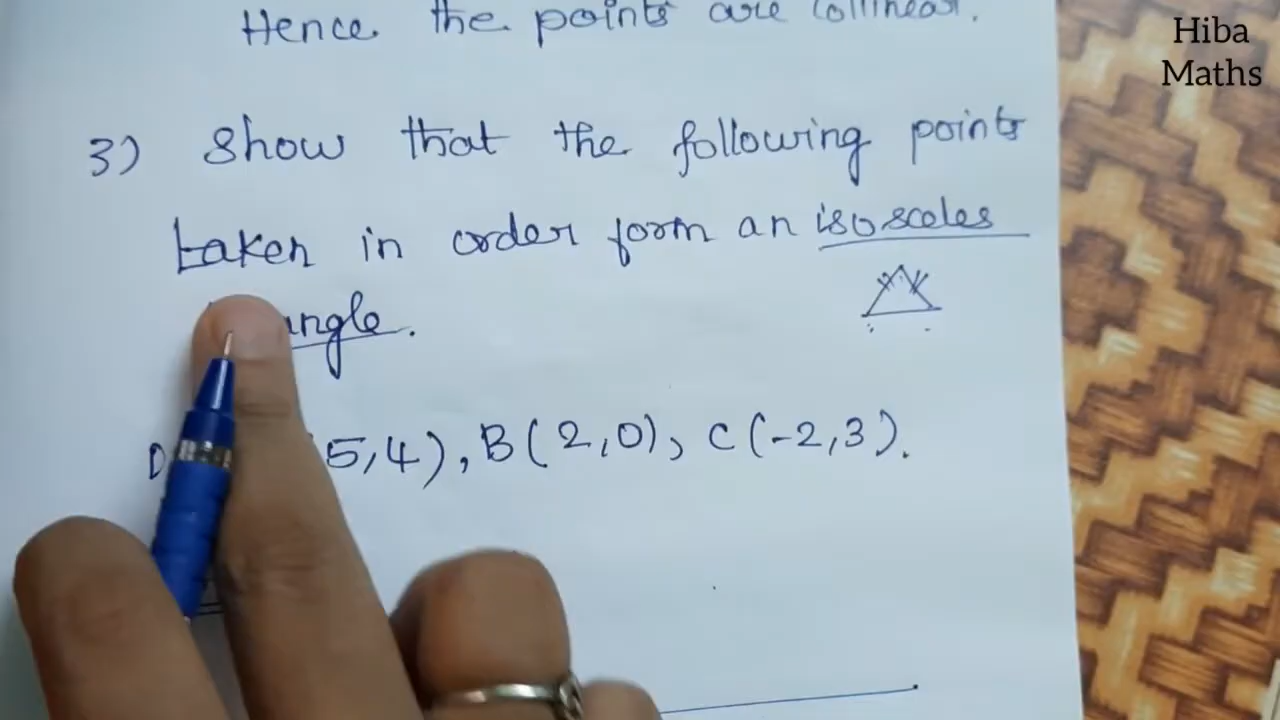 Hence the points are collinear.
Hiba
Maths
3) Show that the following points
taken in order form an isosceles
angle.
5,4), B(2,0), C(-2,3).